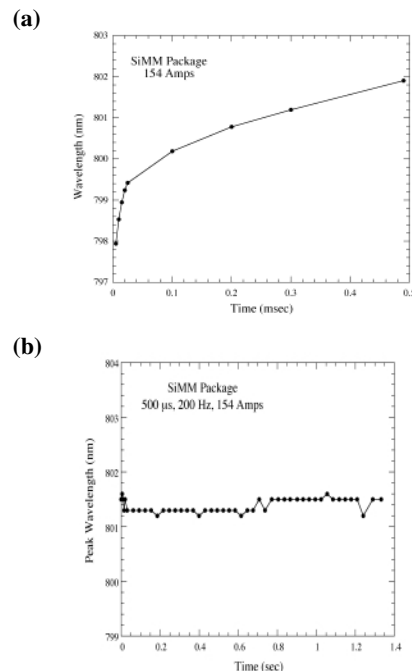 (a)
803
802
801
800
799
798
797
Wavelength (nm)
SiMM Package
154 Amps
0 0.1 0.2 0.3 0.4 0.5
Time (msec)
(b)
804
803
802
801
800
799
Peak Wavelength (nm)
SiMM Package
500 μs, 200 Hz, 154 Amps
0 0.2 0.4 0.6 0.8 1 1.2 1.4
Time (sec)